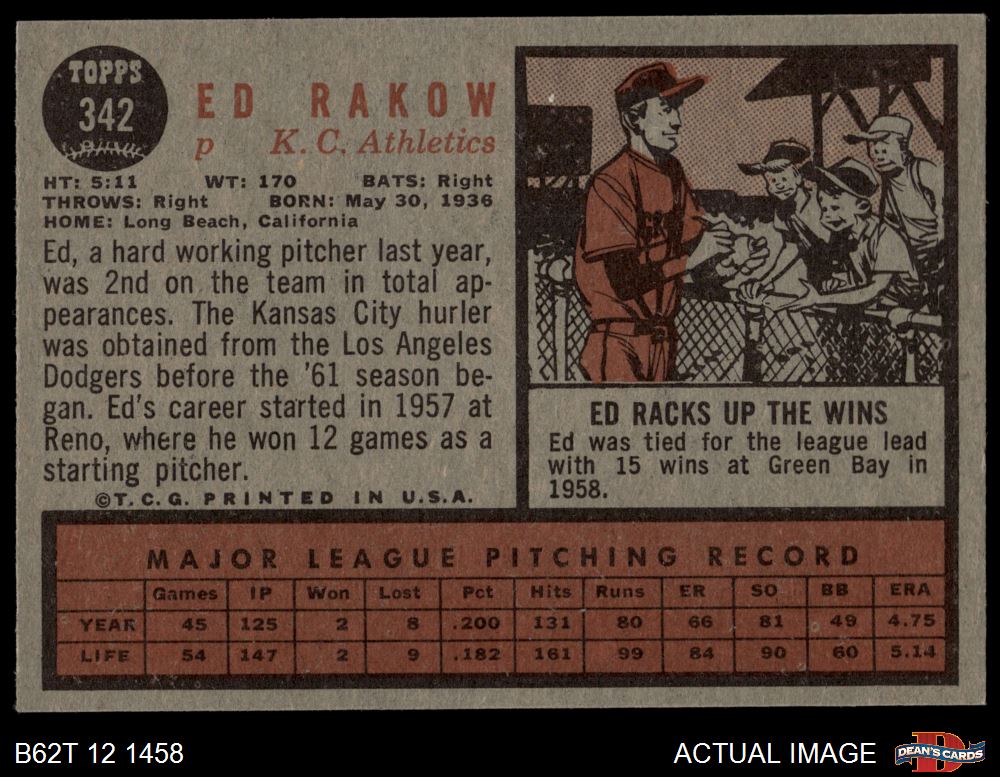 TOPPS
342
ED RAKOW
p K. C. Athletics
HT: 5:11 WT: 170 BATS: Right
THROWS: Right BORN: May 30, 1936
HOME: Long Beach, California
Ed, a hard working pitcher last year,
was 2nd on the team in total ap-
pearances. The Kansas City hurler
was obtained from the Los Angeles
Dodgers before the '61 season be-
gan. Ed's career started in 1957 at
Reno, where he won 12 games as a
starting pitcher.
©T.C.G. PRINTED IN U.S.A.
ED RACKS UP THE WINS
Ed was tied for the league lead
with 15 wins at Green Bay in
1958.
MAJOR LEAGUE PITCHING RECORD
Games IP Won Lost Pct Hits Runs ER SO BB ERA
YEAR 45 125 2 8 .200 131 80 66 81 49 4.75
LIFE 54 147 2 9 .182 161 99 84 90 60 5.14
B62T 12 1458
ACTUAL IMAGE
DEAN'S CARDS